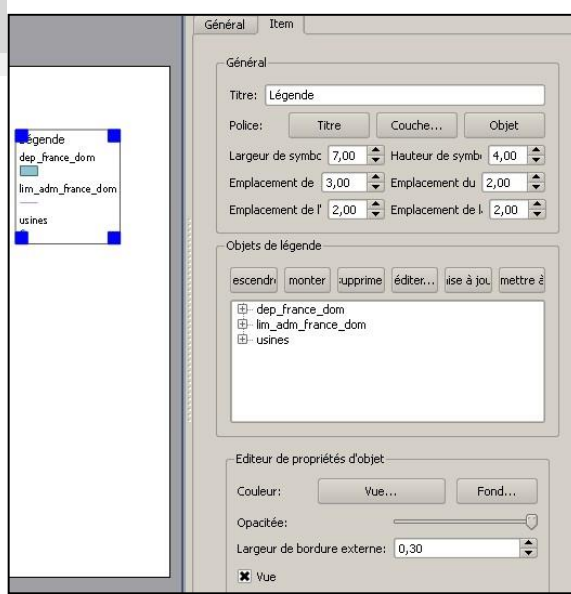 Général Item
Général
Titre: Légende
Police: Titre Couche... Objet
Largeur de symbc 7,00 Hauteur de symb 4,00
Emplacement de 3,00 Emplacement du 2,00
Emplacement de l' 2,00 Emplacement de l 2,00
Objets de légende
escendr monter upprime éditer... ise à jou mettre à
dep_france_dom
lim_adm_france_dom
usines
Editeur de propriétés d'objet
Couleur: Vue... Fond...
Opacitée:
Largeur de bordure externe: 0,30
Vue
égende
dep_france_dom
lim_adm_france_dom
usines